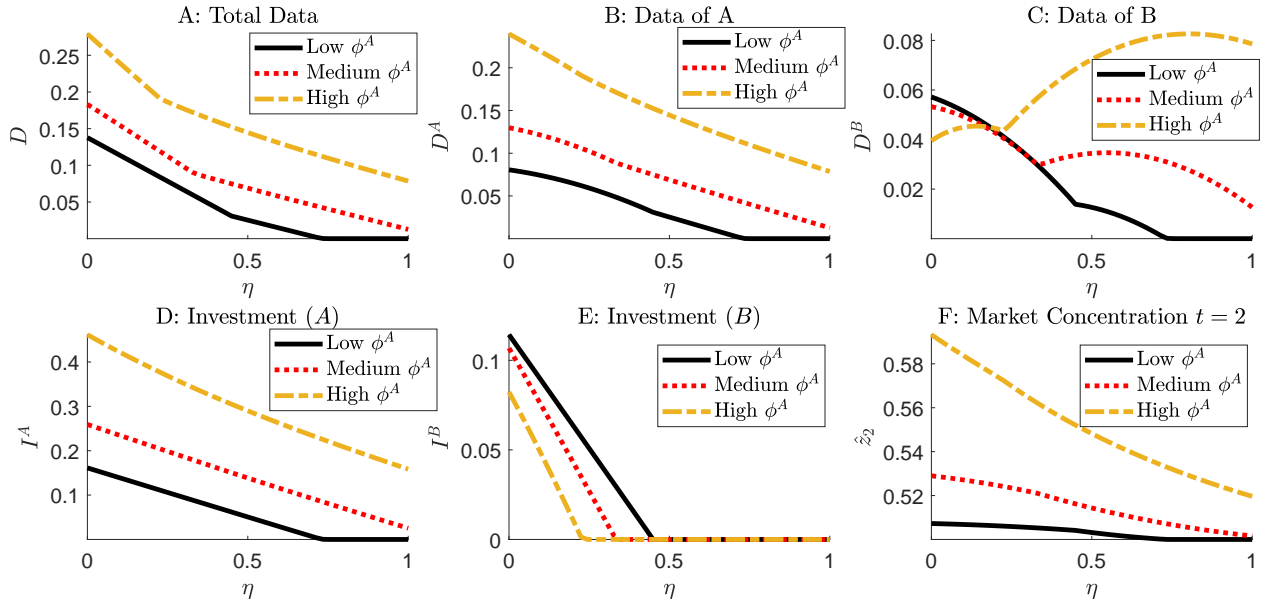 A: Total Data
B: Data of A
C: Data of B
D
0.25
0.2
0.15
0.1
0.05
0
0.5
1
η
Low ϕ^A
Medium ϕ^A
High ϕ^A
D^A
0.2
0.15
0.1
0.05
0
0.5
1
η
Low ϕ^A
Medium ϕ^A
High ϕ^A
D^B
0.08
0.06
0.04
0.02
0
0.5
1
η
Low ϕ^A
Medium ϕ^A
High ϕ^A
D: Investment (A)
E: Investment (B)
F: Market Concentration t = 2
I^A
0.4
0.3
0.2
0.1
0
0.5
1
η
Low ϕ^A
Medium ϕ^A
High ϕ^A
I^B
0.1
0.05
0
0
0.5
1
η
Low ϕ^A
Medium ϕ^A
High ϕ^A
ẑ₂
0.58
0.56
0.54
0.52
0
0.5
1
η
Low ϕ^A
Medium ϕ^A
High ϕ^A